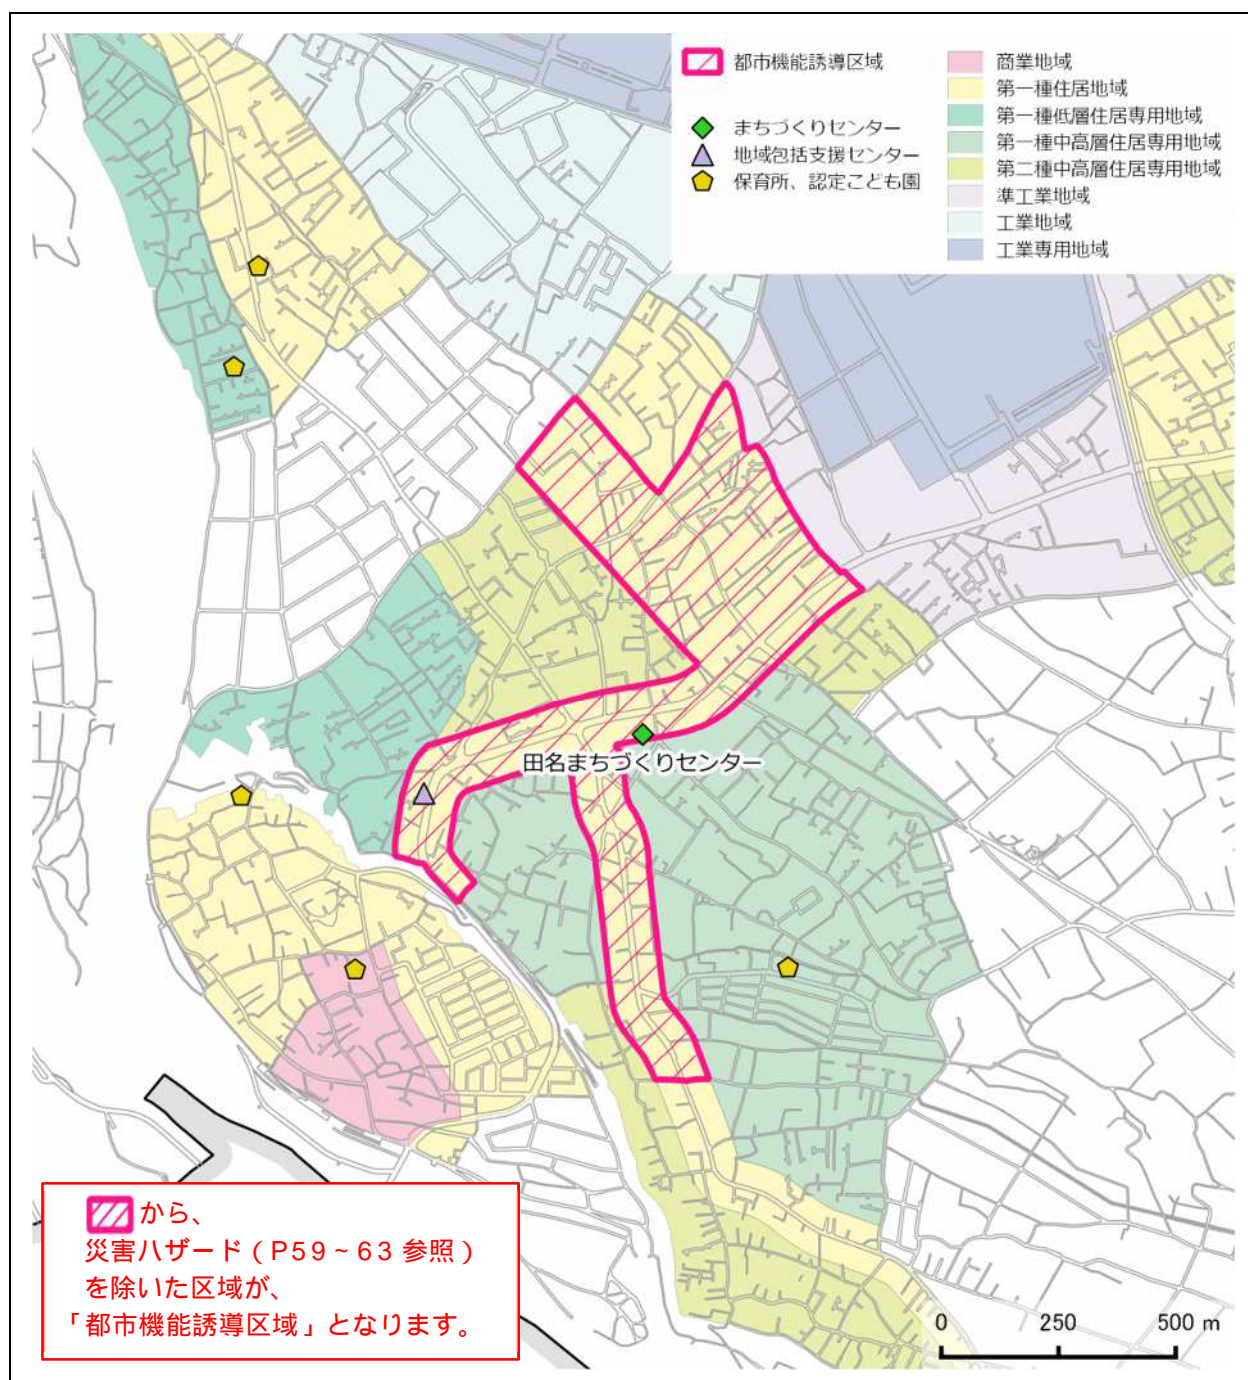 都市機能誘導区域
まちづくりセンター
地域包括支援センター
保育所、認定こども園
商業地域
第一種住居地域
第一種低層住居専用地域
第一種中高層住居専用地域
第二種中高層住居専用地域
準工業地域
工業地域
工業専用地域
田名まちづくりセンター
から、
災害ハザード(P59~63 参照)
を除いた区域が、
「都市機能誘導区域」となります。
0 250 500 m